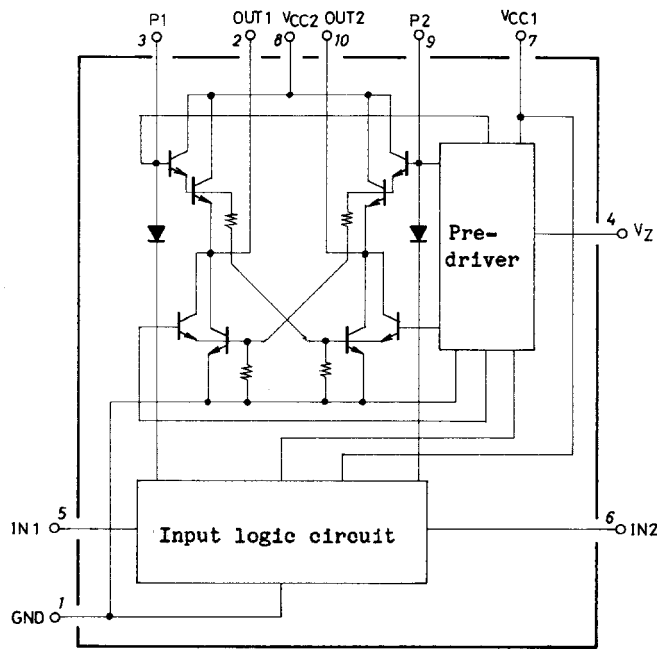 P1 OUT1 VCC2 OUT2 P2 VCC1
3 2 8 10 9 7
4
VZ
Pre-
driver
5
IN1
Input logic circuit
6
IN2
1
GND